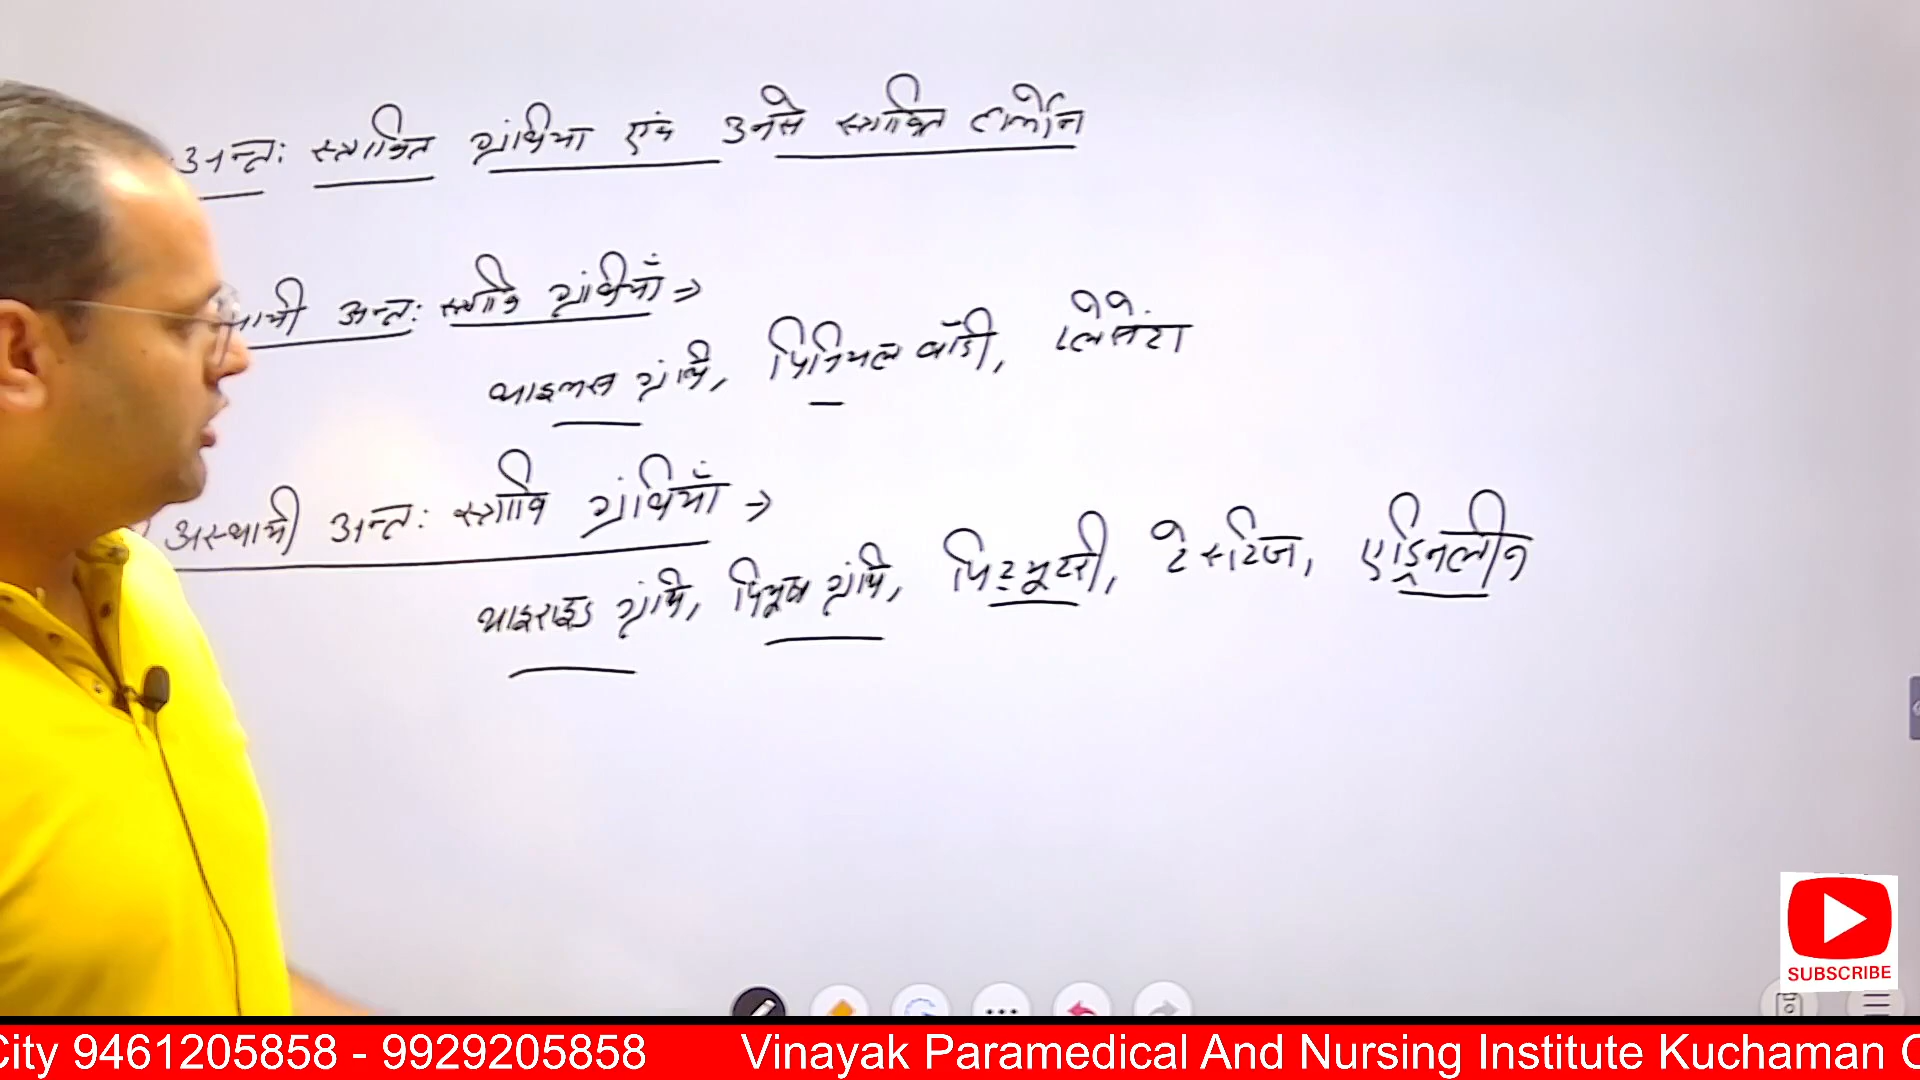 अन्तः स्त्रावित ग्रंथिया एवं उनसे स्त्रावित हार्मोन
अन्तः स्त्रावि ग्रंथियाँ ⇒
थाइमस ग्रंथि, पिनियल बॉडी, प्लेसेंटा
अस्थायी अन्तः स्त्रावि ग्रंथियाँ →
थाइराइड ग्रंथि, पियूष ग्रंथि, पिट्यूटरी, टेस्टिज, एड्रिनलीन
SUBSCRIBE
City 9461205858 - 9929205858 Vinayak Paramedical And Nursing Institute Kuchaman C